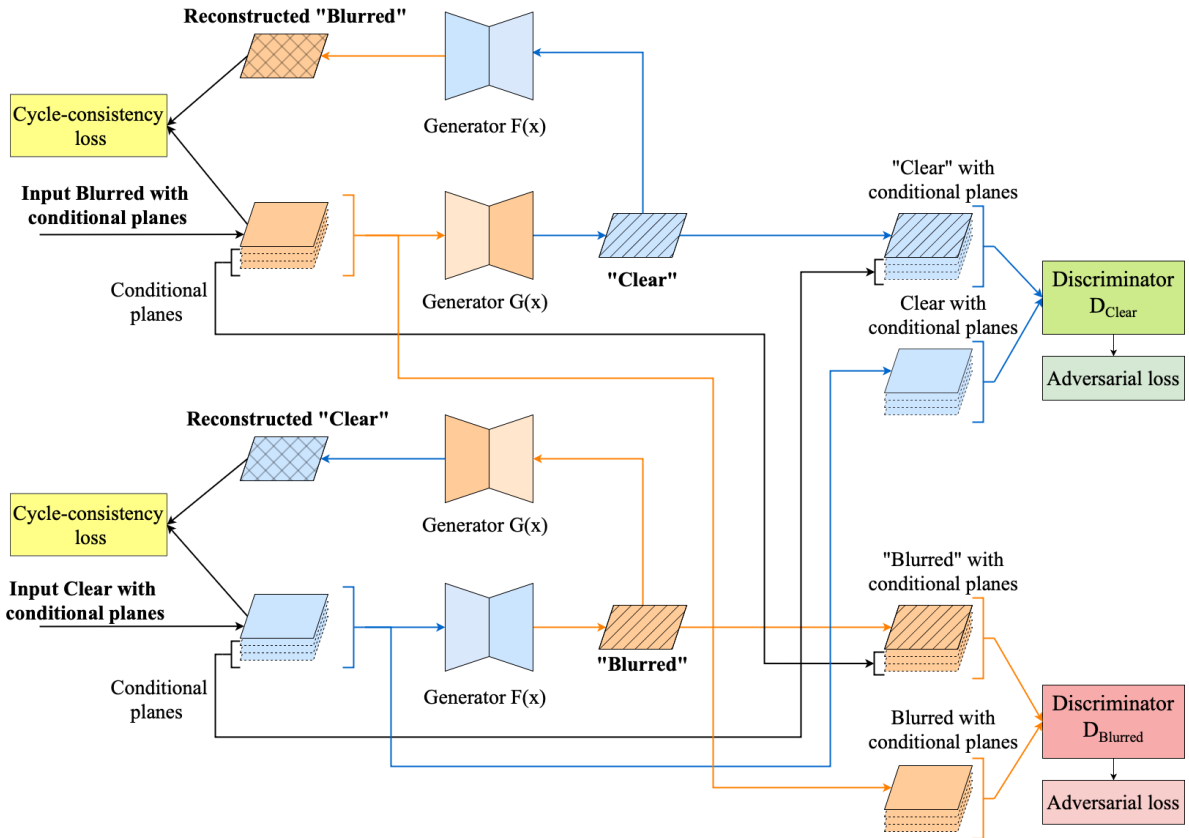 Reconstructed "Blurred"
Cycle-consistency
loss
Generator F(x)
Input Blurred with
conditional planes
Conditional
planes
Generator G(x)
"Clear"
"Clear" with
conditional planes
Clear with
conditional planes
Discriminator
D_Clear
Adversarial loss
Reconstructed "Clear"
Cycle-consistency
loss
Generator G(x)
Input Clear with
conditional planes
Conditional
planes
Generator F(x)
"Blurred"
"Blurred" with
conditional planes
Blurred with
conditional planes
Discriminator
D_Blurred
Adversarial loss